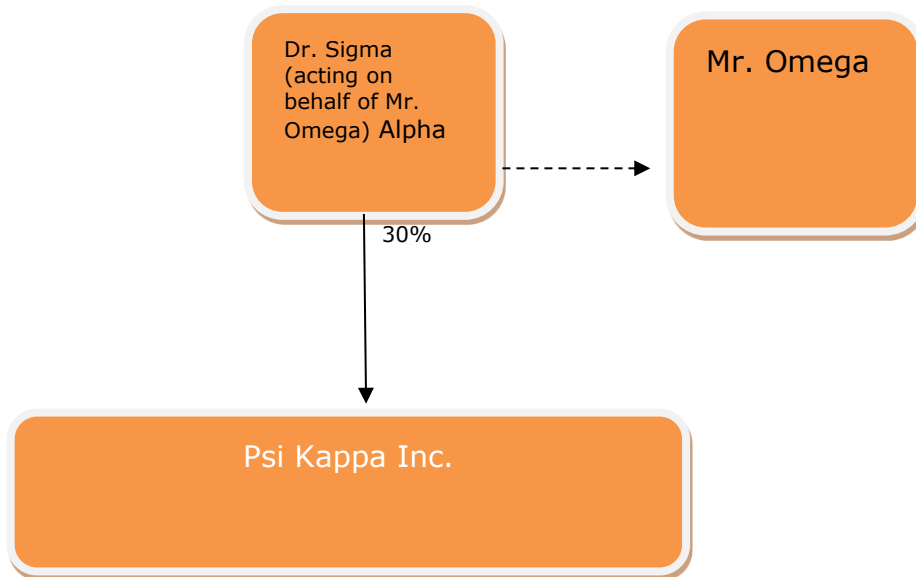 Dr. Sigma
(acting on
behalf of Mr.
Omega) Alpha
Mr. Omega
30%
Psi Kappa Inc.